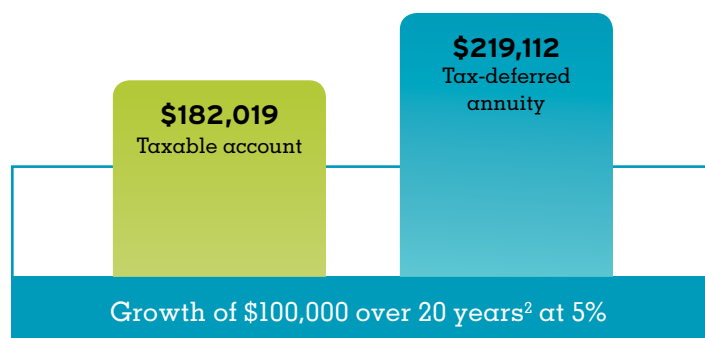 $219,112
Tax-deferred
annuity
$182,019
Taxable account
Growth of $100,000 over 20 years² at 5%